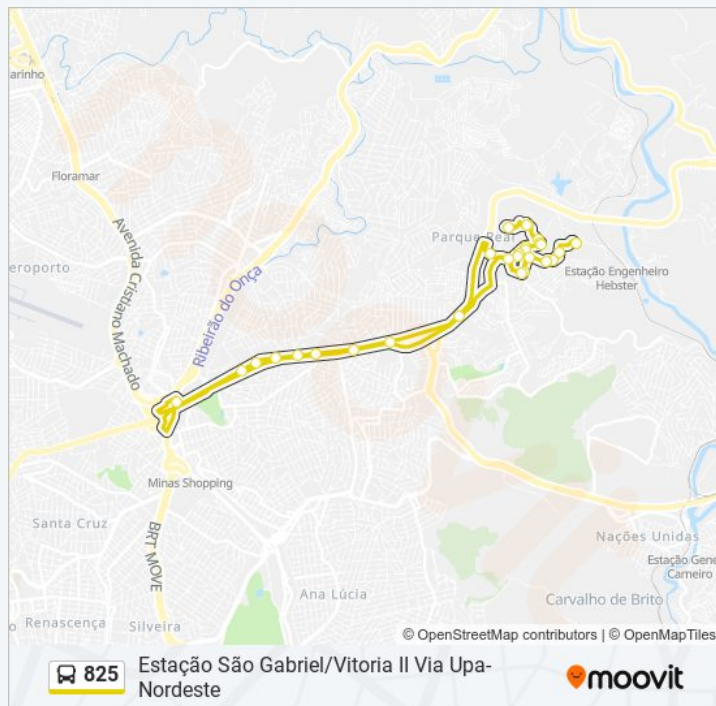 arinho
Floramar
Avenida Cristiano Machado
eroporto
Ribeirão do Onça
Parque Real
Estação Engenheiro
Hebster
Minas Shopping
Santa Cruz
BRT MOVE
Nações Unidas
Estação Gene
Carneiro
Ana Lúcia
Carvalho de Brito
o
Renascença
Silveira
© OpenStreetMap contributors | © OpenMapTiles
825
Estação São Gabriel/Vitoria II Via Upa-
Nordeste
moovit